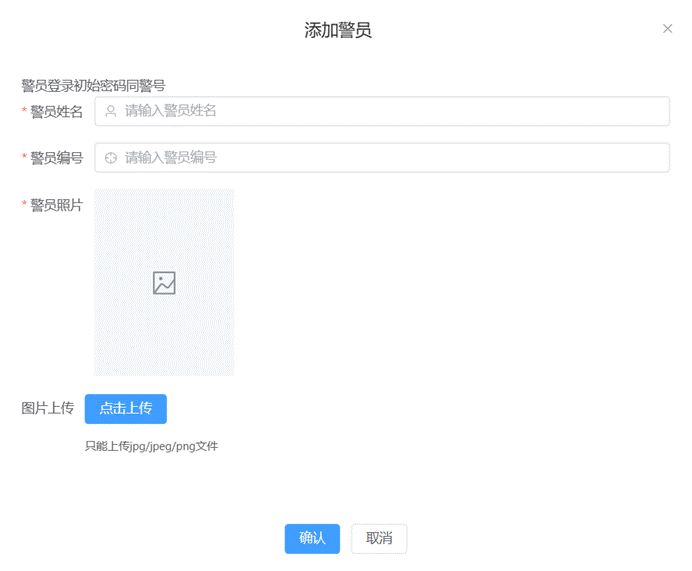 添加警员
警员登录初始密码同警号
* 警员姓名 请输入警员姓名
* 警员编号 请输入警员编号
* 警员照片
图片上传 点击上传
只能上传jpg/jpeg/png文件
确认 取消